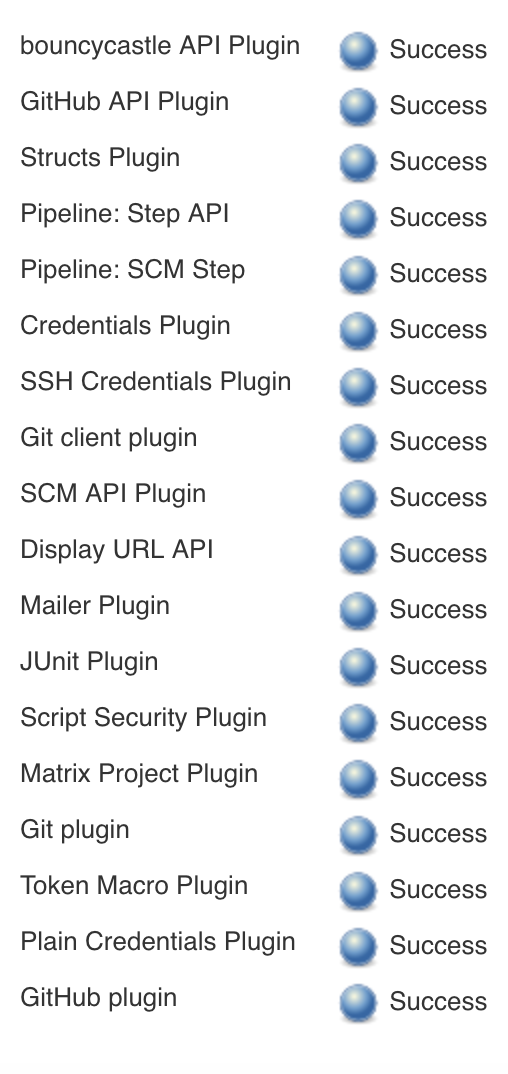 bouncycastle API Plugin Success
GitHub API Plugin Success
Structs Plugin Success
Pipeline: Step API Success
Pipeline: SCM Step Success
Credentials Plugin Success
SSH Credentials Plugin Success
Git client plugin Success
SCM API Plugin Success
Display URL API Success
Mailer Plugin Success
JUnit Plugin Success
Script Security Plugin Success
Matrix Project Plugin Success
Git plugin Success
Token Macro Plugin Success
Plain Credentials Plugin Success
GitHub plugin Success